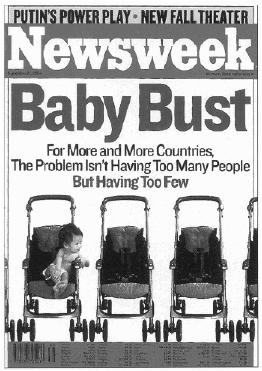 PUTIN'S POWER PLAY • NEW FALL THEATER
Newsweek
Baby Bust
For More and More Countries,
The Problem Isn't Having Too Many People
But Having Too Few